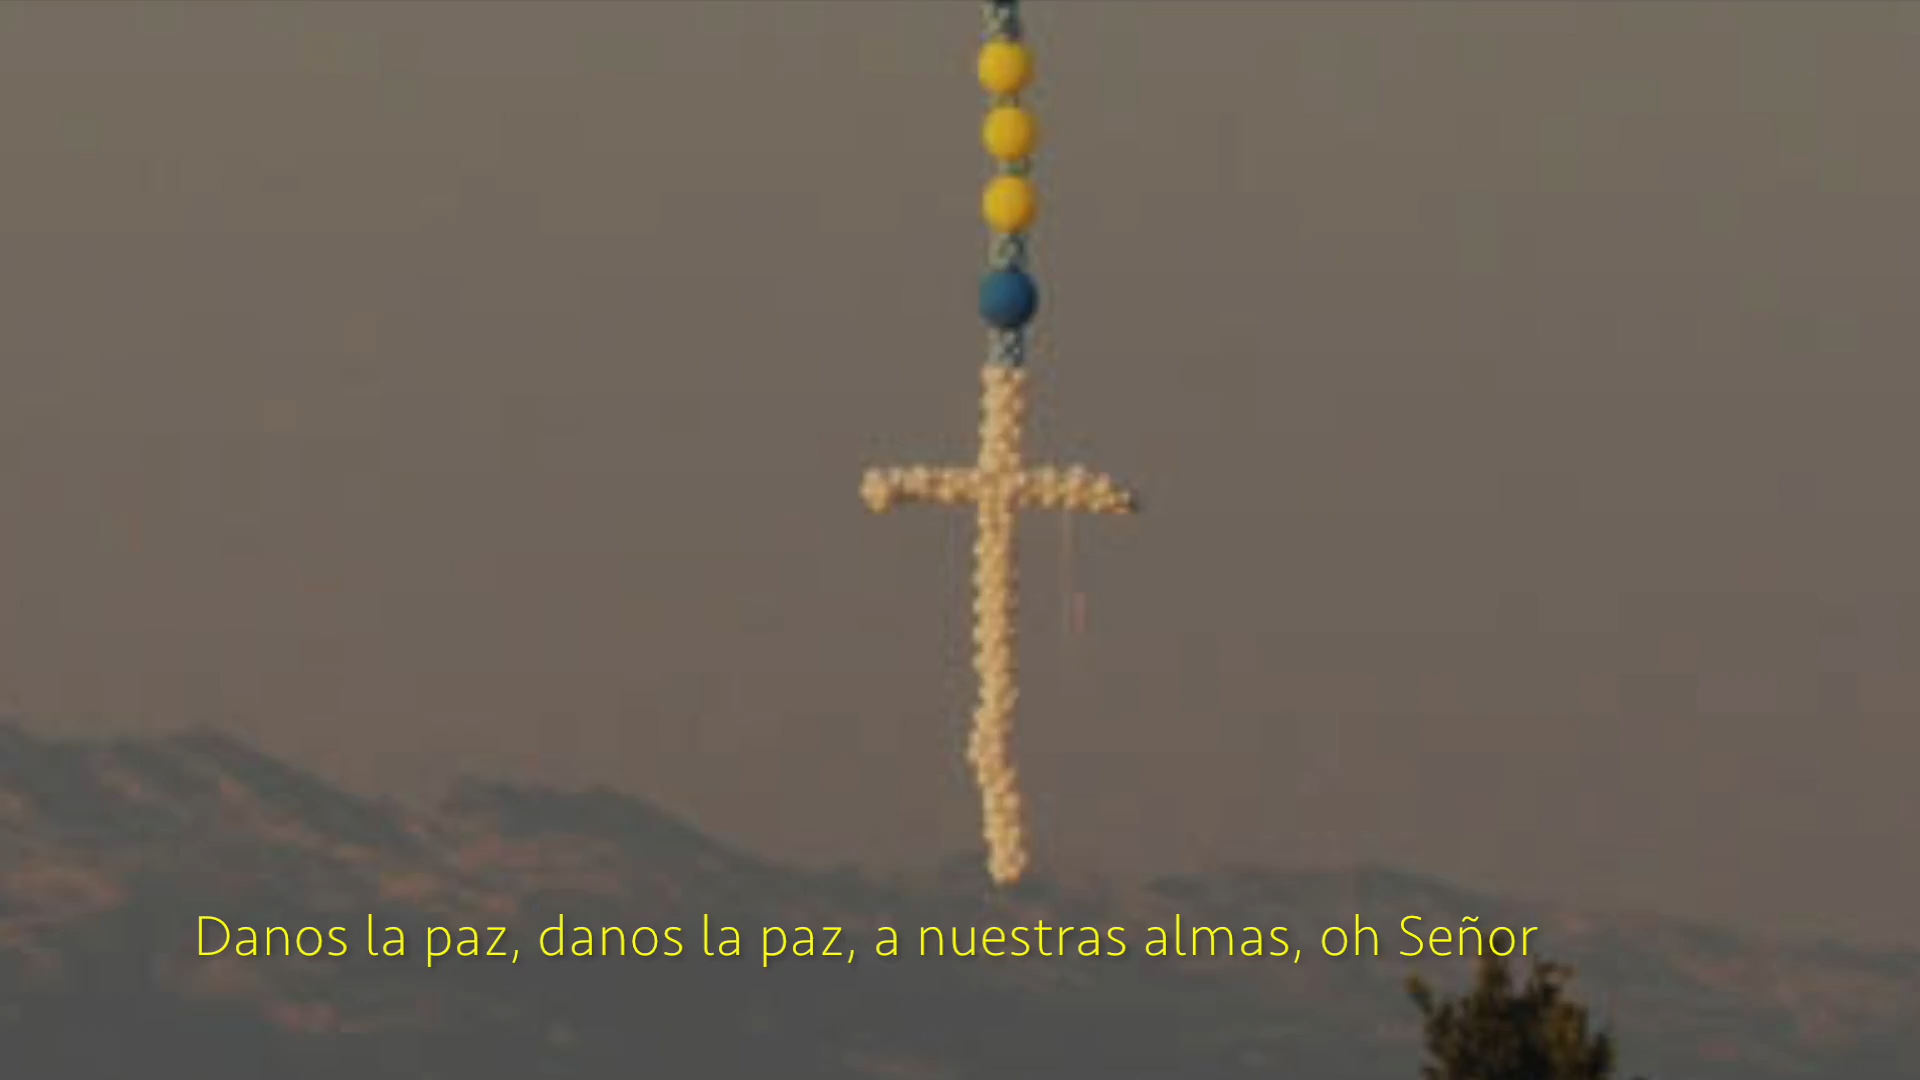 Danos la paz, danos la paz, a nuestras almas, oh Señor